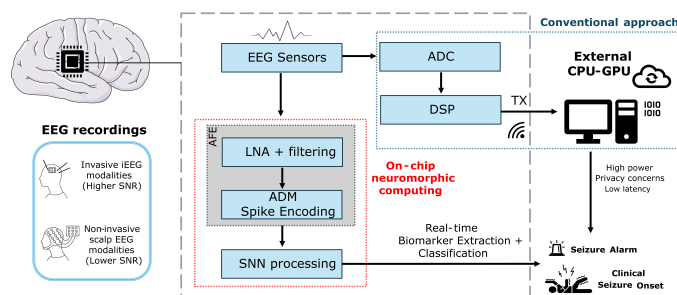 Conventional approach
EEG Sensors
ADC
DSP
TX
External
CPU-GPU
IOIO
IOIO
EEG recordings
Invasive iEEG
modalities
(Higher SNR)
Non-invasive
scalp EEG
modalities
(Lower SNR)
AFE
LNA + filtering
ADM
Spike Encoding
SNN processing
On-chip
neuromorphic
computing
High power
Privacy concerns
Low latency
Real-time
Biomarker Extraction +
Classification
Seizure Alarm
Clinical
Seizure Onset